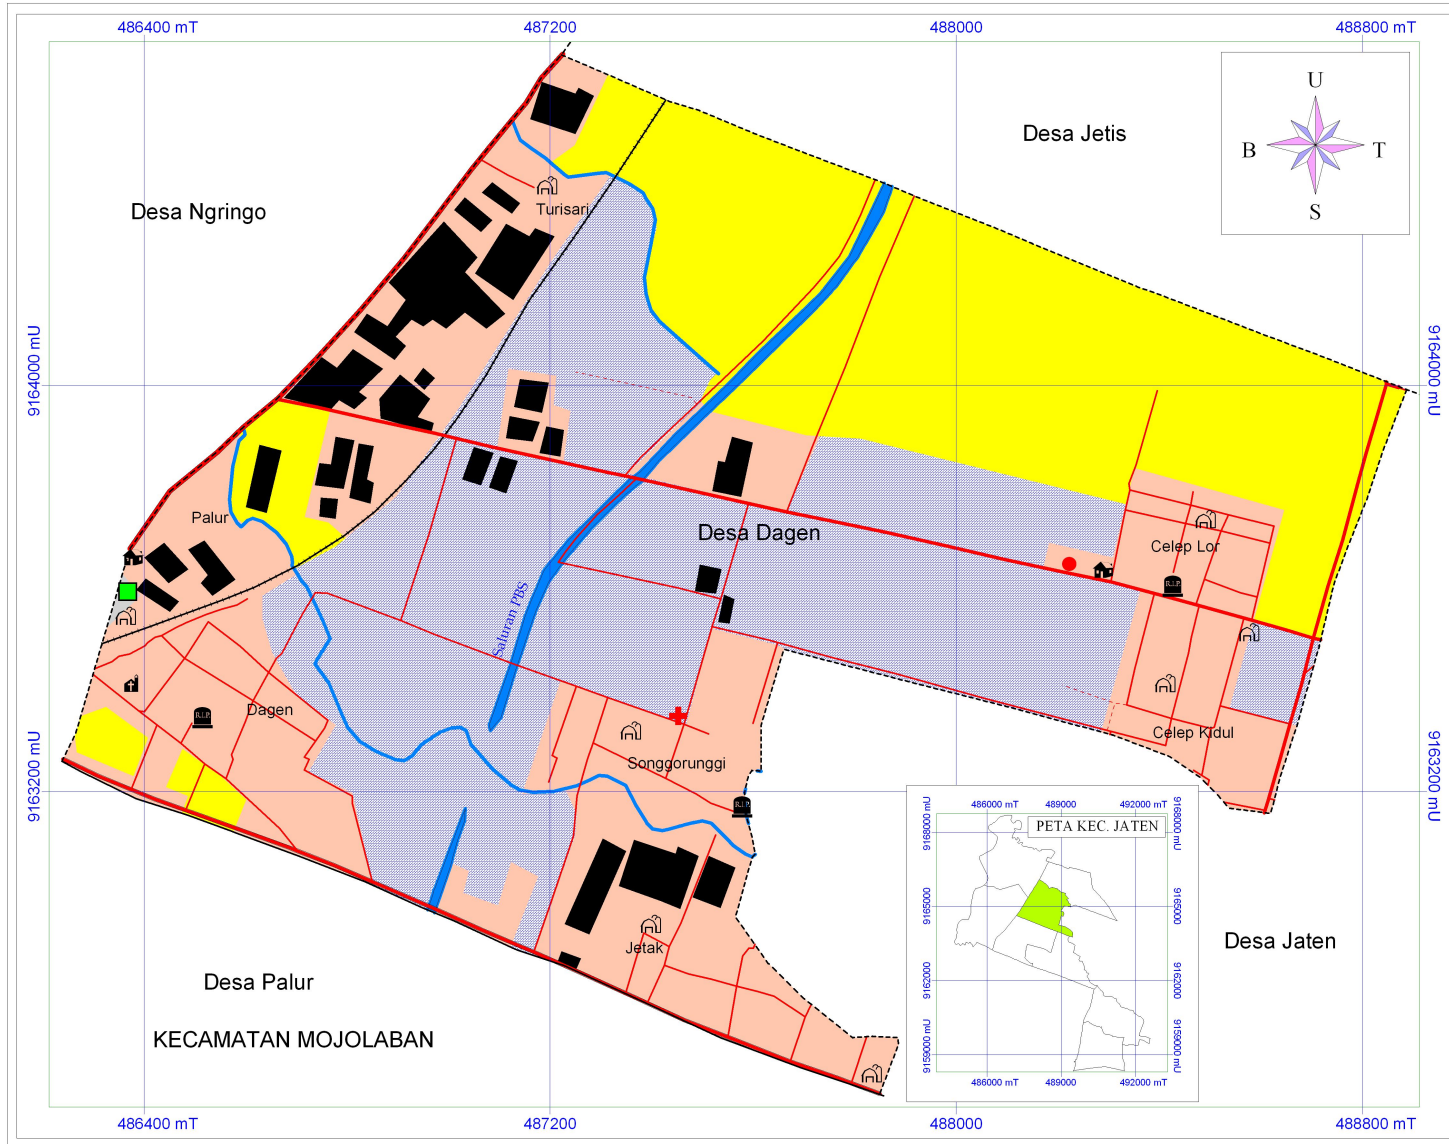 486400 mT
487200
488000
488800 mT
U
B
T
S
Desa Jetis
Desa Ngringo
Turisari
9164000 mU
9164000 mU
Palur
Desa Dagen
Celep Lor
R.I.P.
Saluran PBS
Dagen
R.I.P.
Songgorunggi
Celep Kidul
9163200 mU
9163200 mU
R.I.P.
Jetak
Desa Palur
KECAMATAN MOJOLABAN
Desa Jaten
486000 mT
489000
492000 mT
PETA KEC. JATEN
9168000 mU
9168000 mU
9165000
9165000
9162000
9162000
9159000 mU
9159000 mU
486000 mT
489000
492000 mT
486400 mT
487200
488000
488800 mT